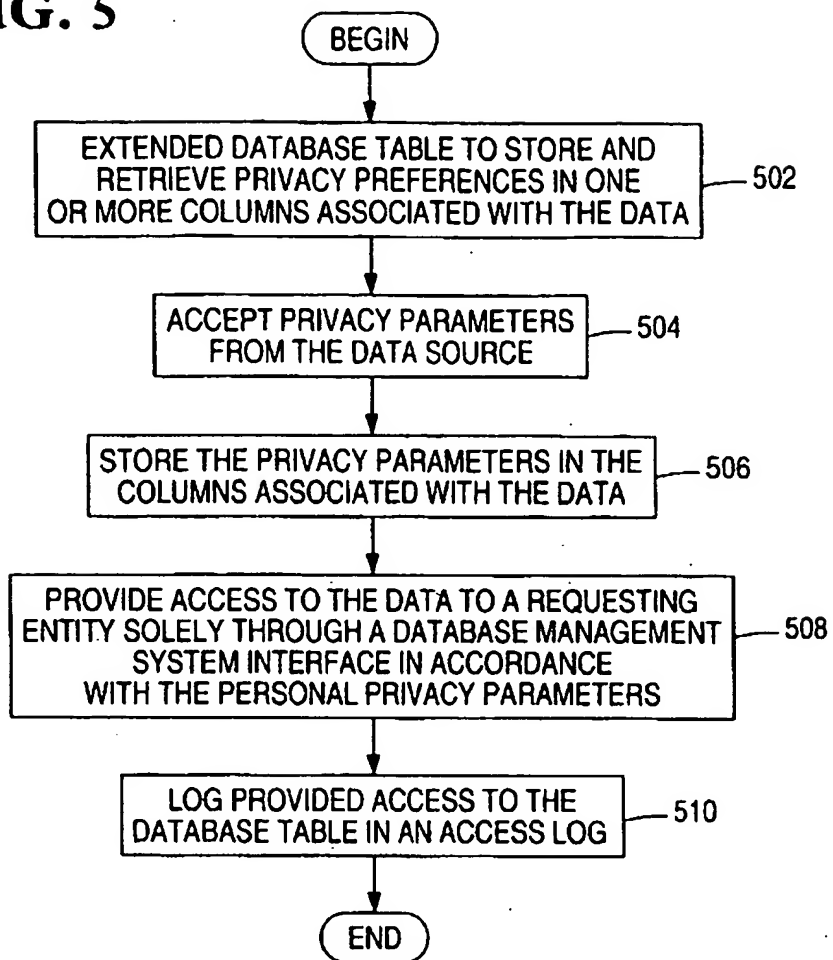 FIG. 5
BEGIN
EXTENDED DATABASE TABLE TO STORE AND
RETRIEVE PRIVACY PREFERENCES IN ONE
OR MORE COLUMNS ASSOCIATED WITH THE DATA
502
ACCEPT PRIVACY PARAMETERS
FROM THE DATA SOURCE
504
STORE THE PRIVACY PARAMETERS IN THE
COLUMNS ASSOCIATED WITH THE DATA
506
PROVIDE ACCESS TO THE DATA TO A REQUESTING
ENTITY SOLELY THROUGH A DATABASE MANAGEMENT
SYSTEM INTERFACE IN ACCORDANCE
WITH THE PERSONAL PRIVACY PARAMETERS
508
LOG PROVIDED ACCESS TO THE
DATABASE TABLE IN AN ACCESS LOG
510
END